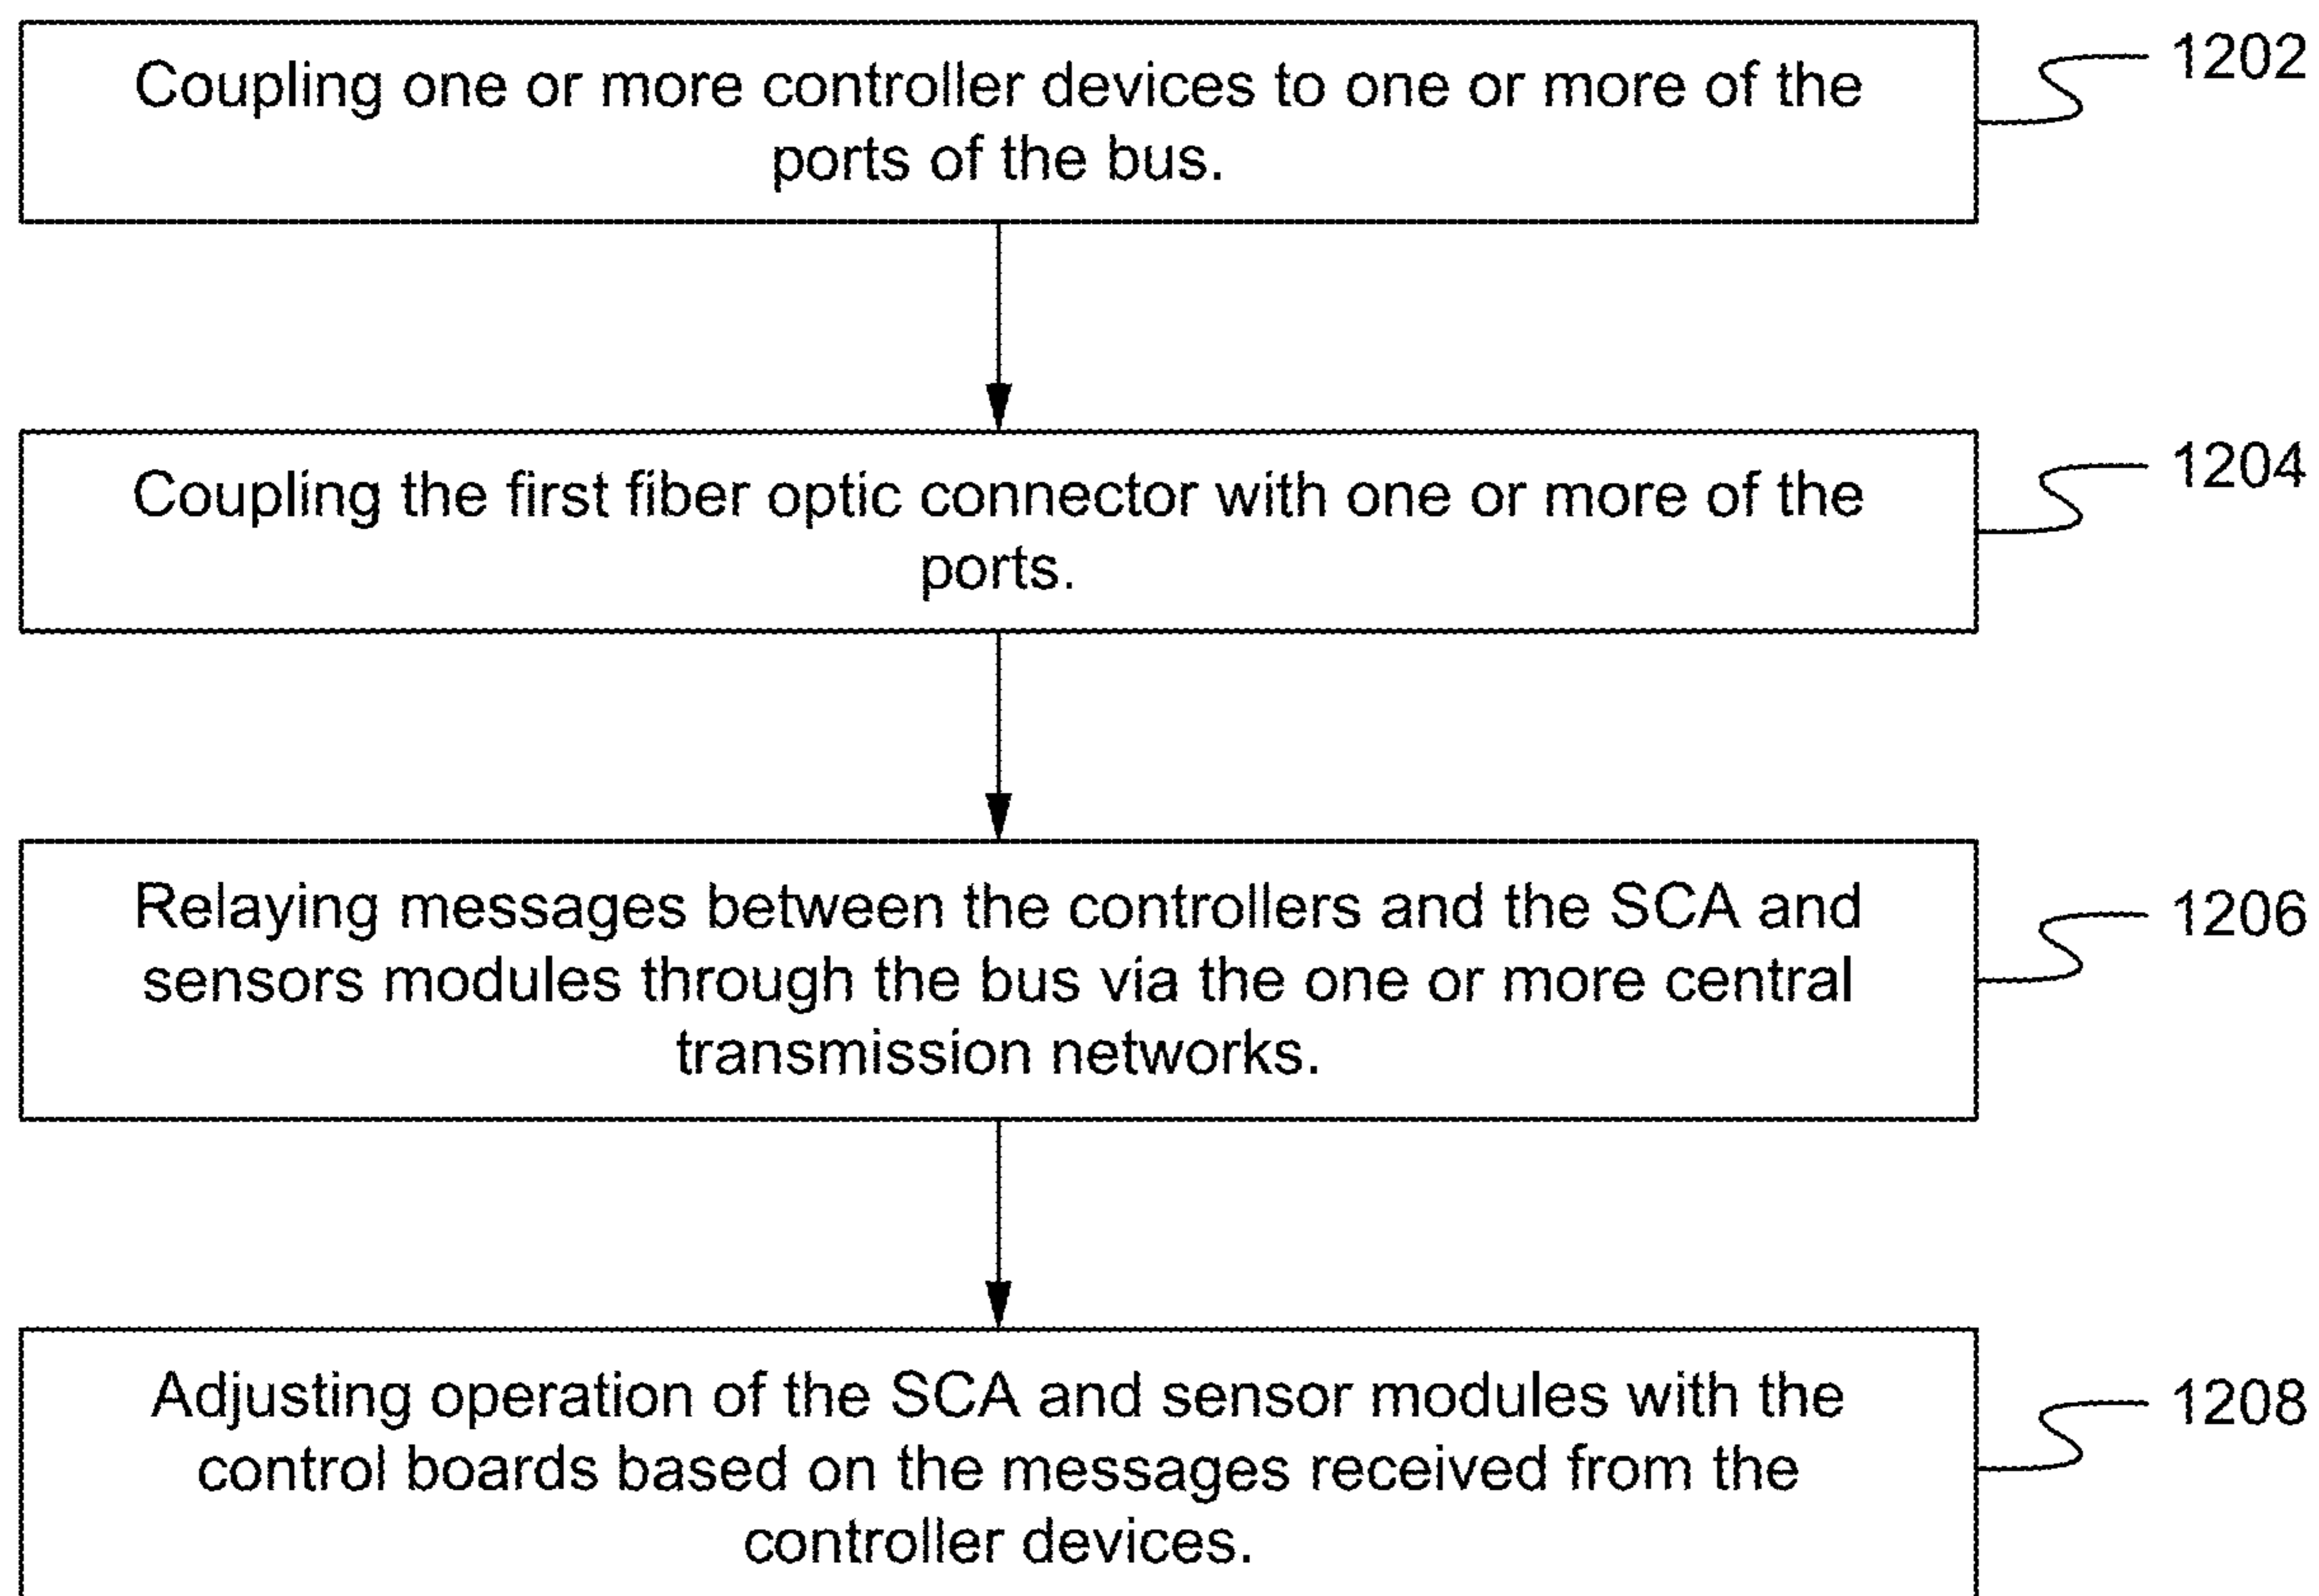 Coupling one or more controller devices to one or more of the
ports of the bus.
1202
Coupling the first fiber optic connector with one or more of the
ports.
1204
Relaying messages between the controllers and the SCA and
sensors modules through the bus via the one or more central
transmission networks.
1206
Adjusting operation of the SCA and sensor modules with the
control boards based on the messages received from the
controller devices.
1208